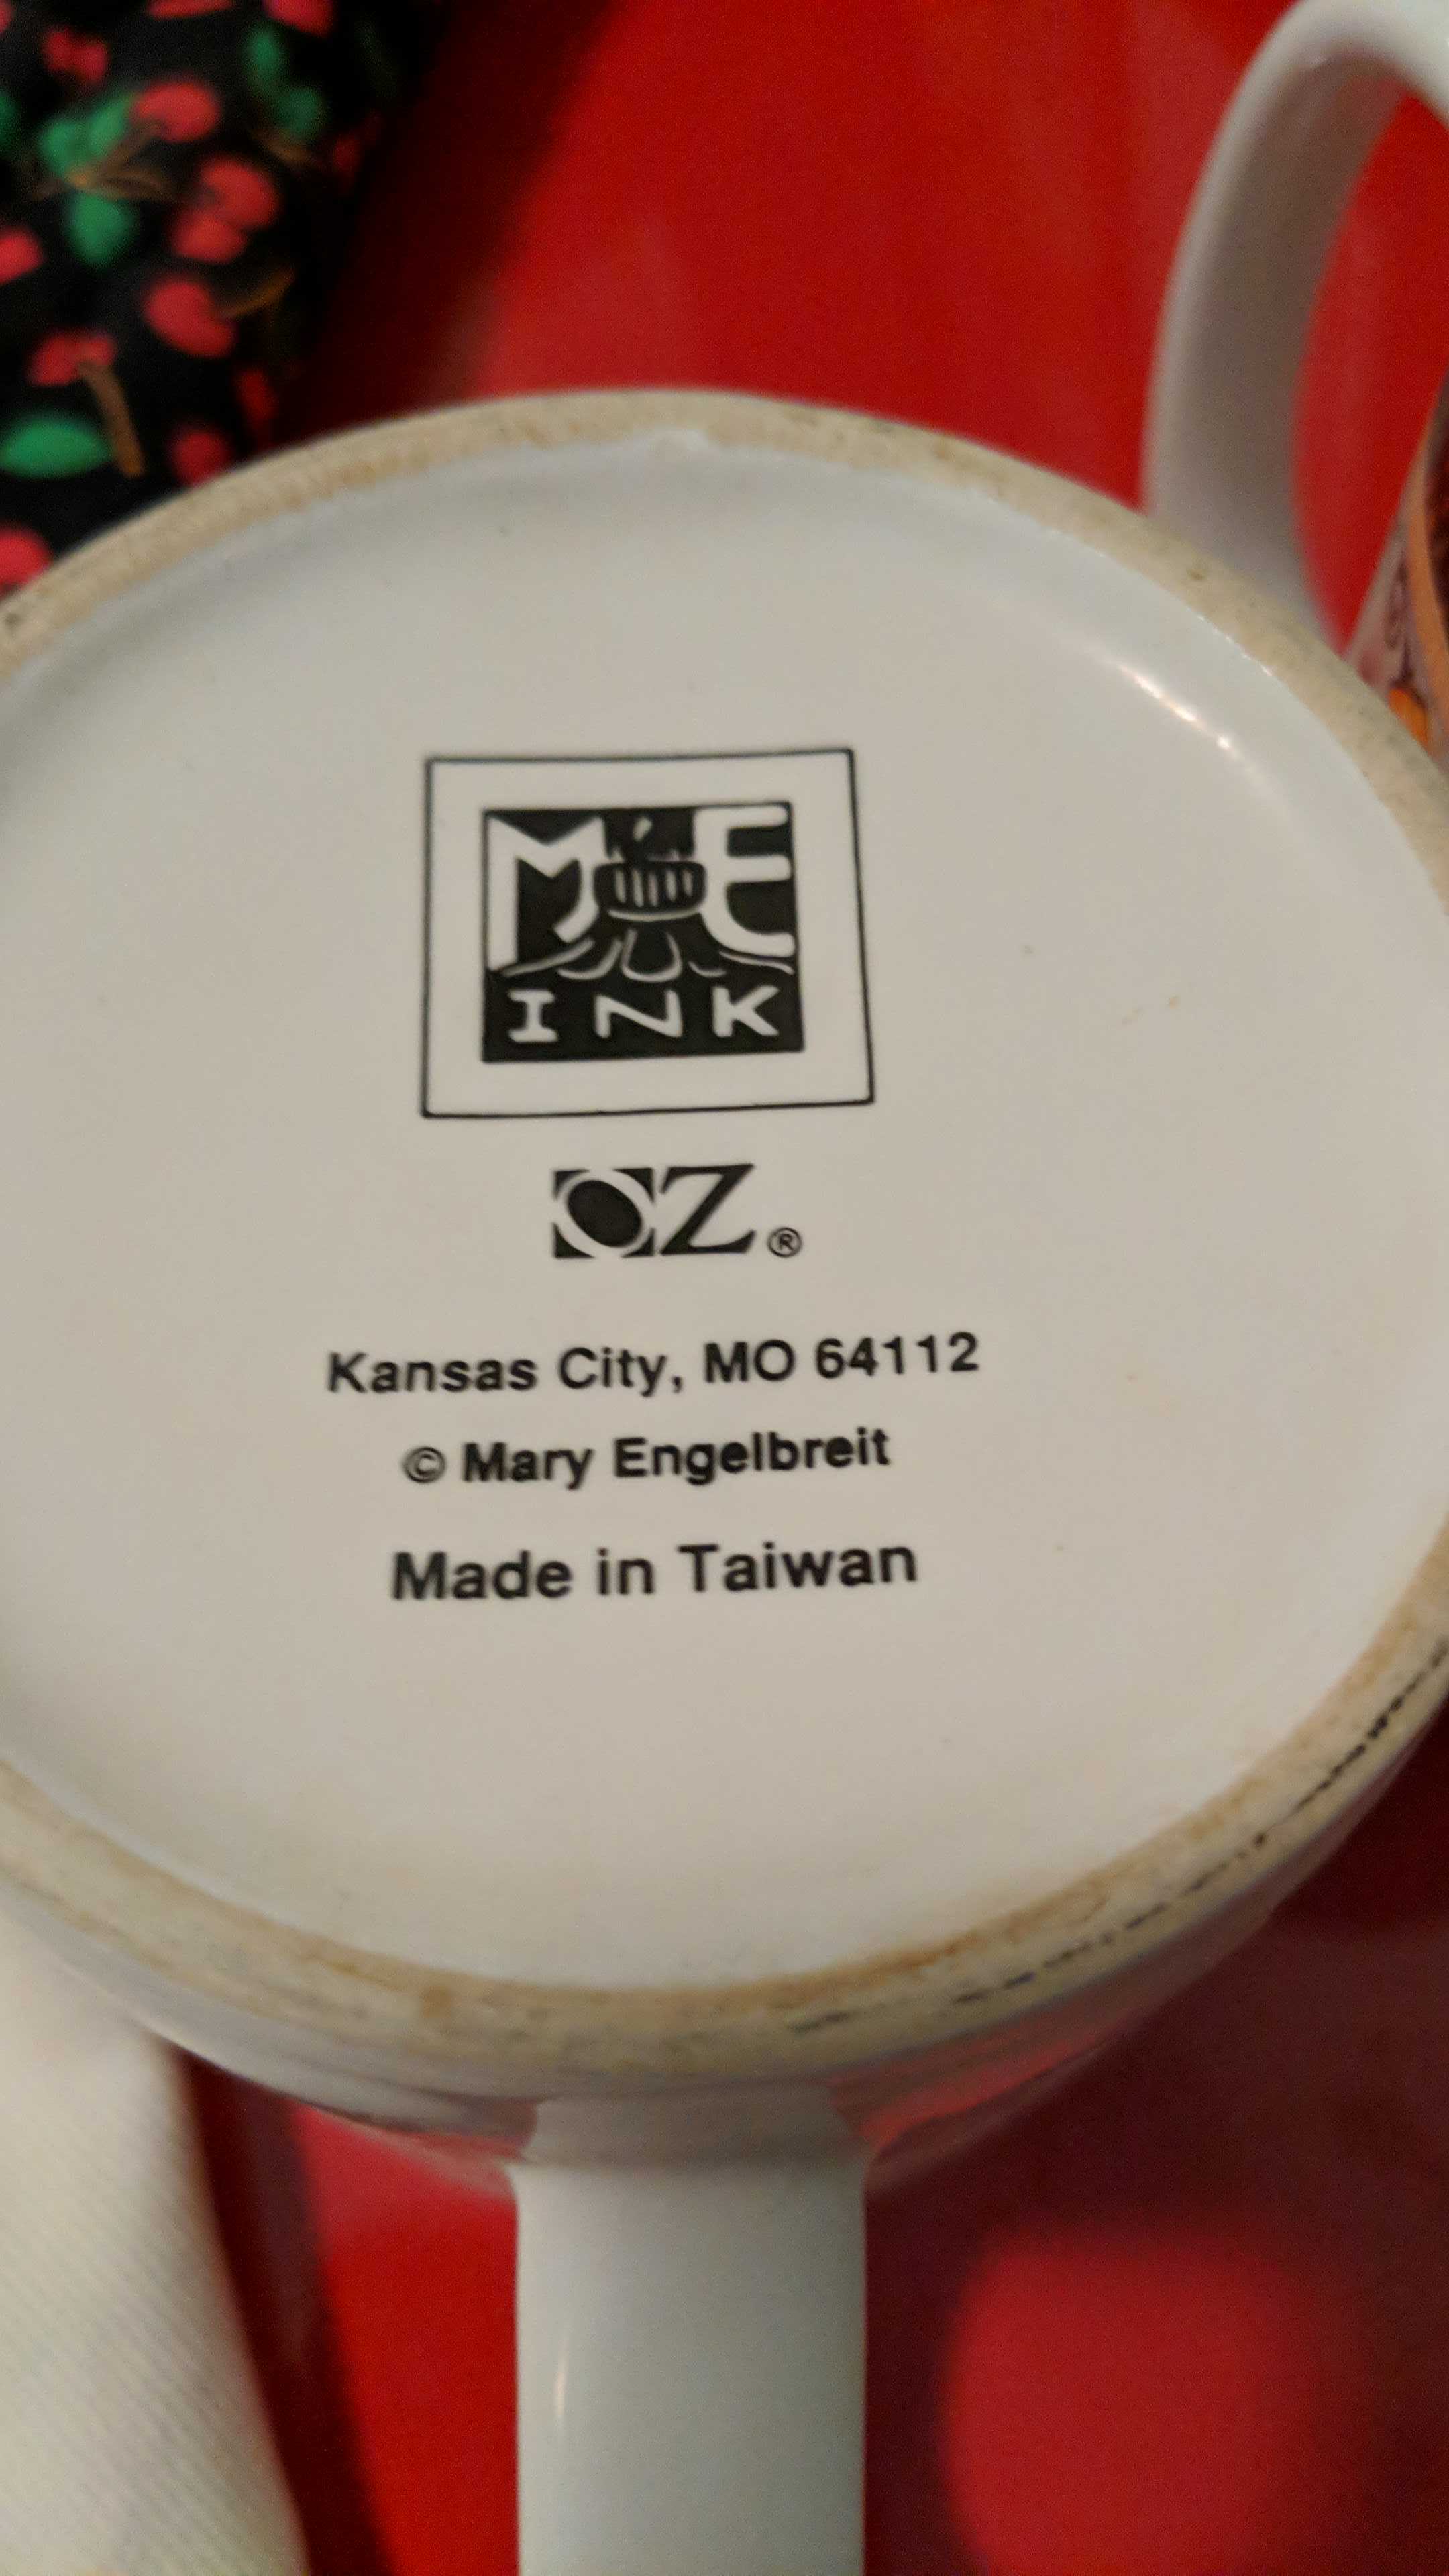 ME
INK
OZ®
Kansas City, MO 64112
© Mary Engelbreit
Made in Taiwan